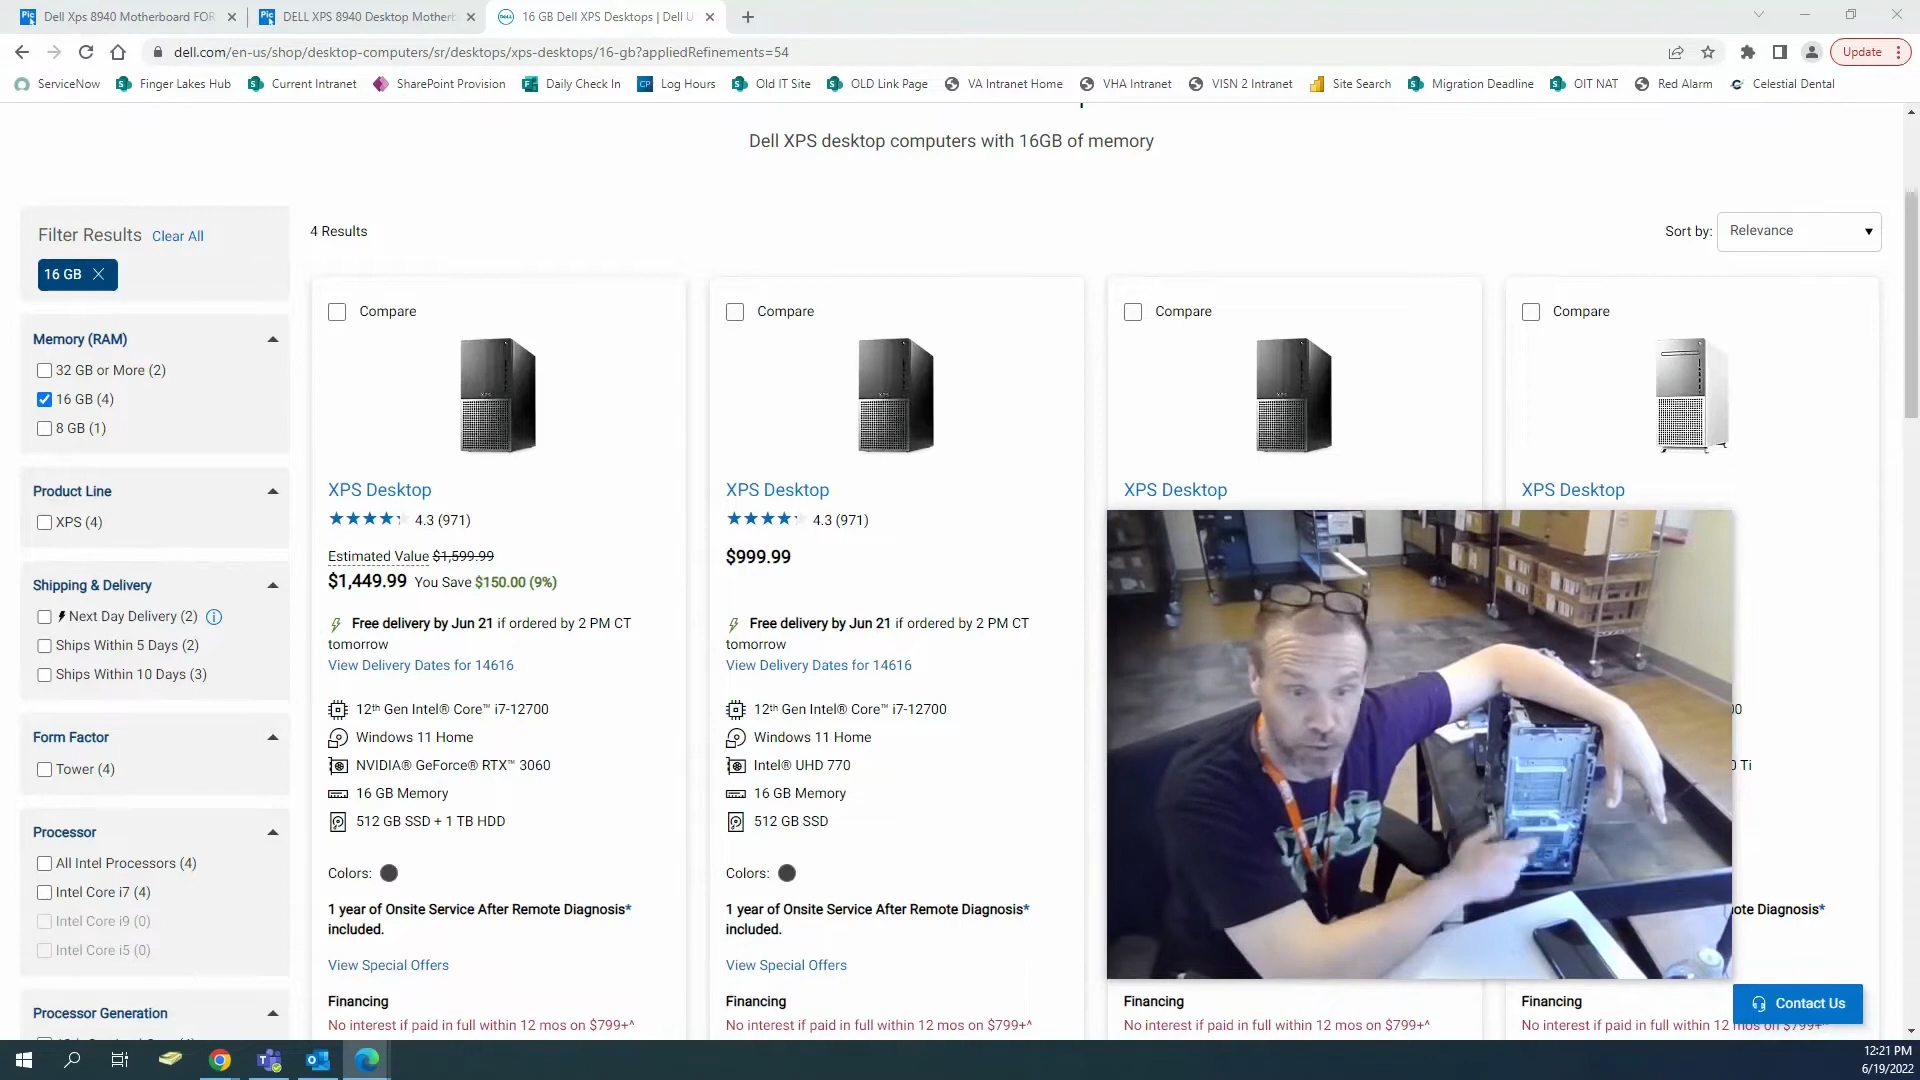 Dell Xps 8940 Motherboard FOR
DELL XPS 8940 Desktop Motherb
16 GB Dell XPS Desktops | Dell U
dell.com/en-us/shop/desktop-computers/sr/desktops/xps-desktops/16-gb?appliedRefinements=54
Update
ServiceNow
Finger Lakes Hub
Current Intranet
SharePoint Provision
Daily Check In
CP Log Hours
Old IT Site
OLD Link Page
VA Intranet Home
VHA Intranet
VISN 2 Intranet
Site Search
Migration Deadline
OIT NAT
Red Alarm
Celestial Dental
Dell XPS desktop computers with 16GB of memory
Filter Results Clear All
16 GB
4 Results
Sort by: Relevance
Memory (RAM)
32 GB or More (2)
16 GB (4)
8 GB (1)
Product Line
XPS (4)
Shipping & Delivery
Next Day Delivery (2)
Ships Within 5 Days (2)
Ships Within 10 Days (3)
Form Factor
Tower (4)
Processor
All Intel Processors (4)
Intel Core i7 (4)
Intel Core i9 (0)
Intel Core i5 (0)
Processor Generation
Compare
XPS Desktop
4.3 (971)
Estimated Value $1,599.99
$1,449.99 You Save $150.00 (9%)
Free delivery by Jun 21 if ordered by 2 PM CT
tomorrow
View Delivery Dates for 14616
12th Gen Intel® Core™ i7-12700
Windows 11 Home
NVIDIA® GeForce® RTX™ 3060
16 GB Memory
512 GB SSD + 1 TB HDD
Colors:
1 year of Onsite Service After Remote Diagnosis*
included.
View Special Offers
Financing
No interest if paid in full within 12 mos on $799+^
Compare
XPS Desktop
4.3 (971)
$999.99
Free delivery by Jun 21 if ordered by 2 PM CT
tomorrow
View Delivery Dates for 14616
12th Gen Intel® Core™ i7-12700
Windows 11 Home
Intel® UHD 770
16 GB Memory
512 GB SSD
Colors:
1 year of Onsite Service After Remote Diagnosis*
included.
View Special Offers
Financing
No interest if paid in full within 12 mos on $799+^
Compare
XPS Desktop
Financing
No interest if paid in full within 12 mos on $799+^
Compare
XPS Desktop
Ti
ote Diagnosis*
Financing
No interest if paid in full within 12 mos on $799+^
Contact Us
12:21 PM
6/19/2022